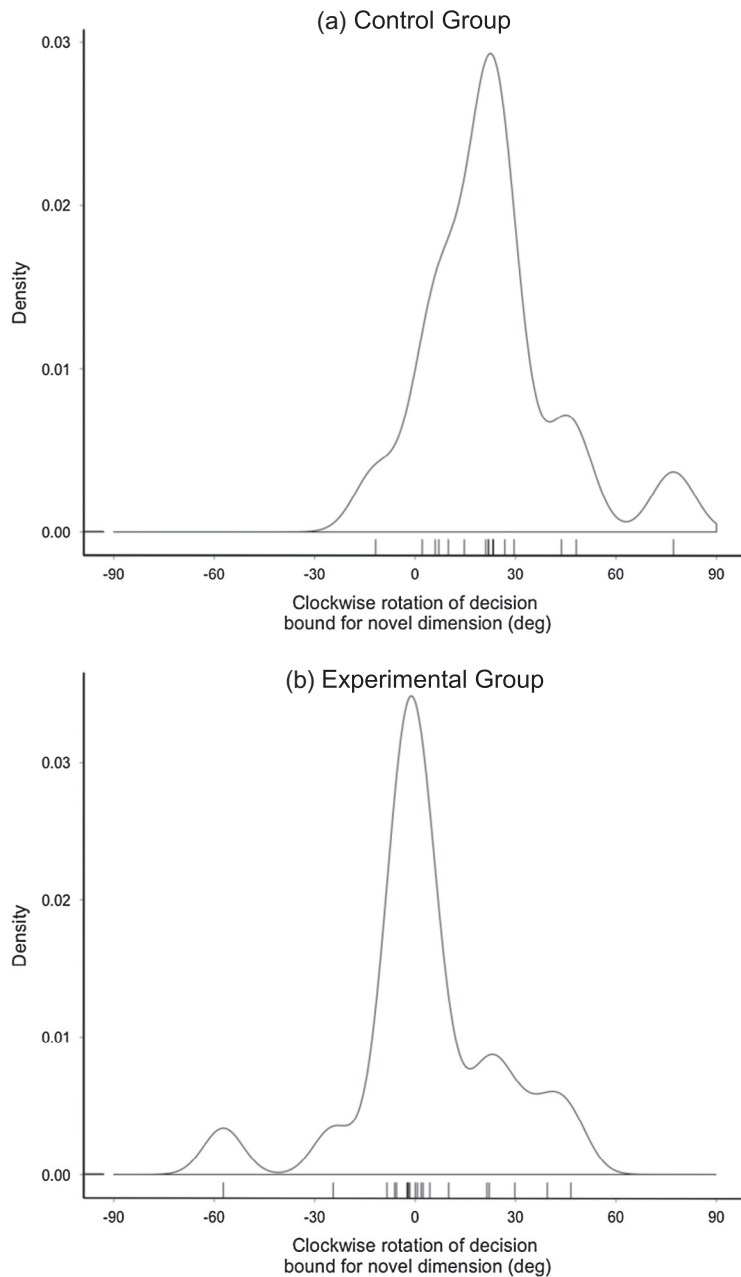 (a) Control Group
0.03
0.02
0.01
0.00
Density
-90 -60 -30 0 30 60 90
Clockwise rotation of decision
bound for novel dimension (deg)
(b) Experimental Group
0.03
0.02
0.01
0.00
Density
-90 -60 -30 0 30 60 90
Clockwise rotation of decision
bound for novel dimension (deg)